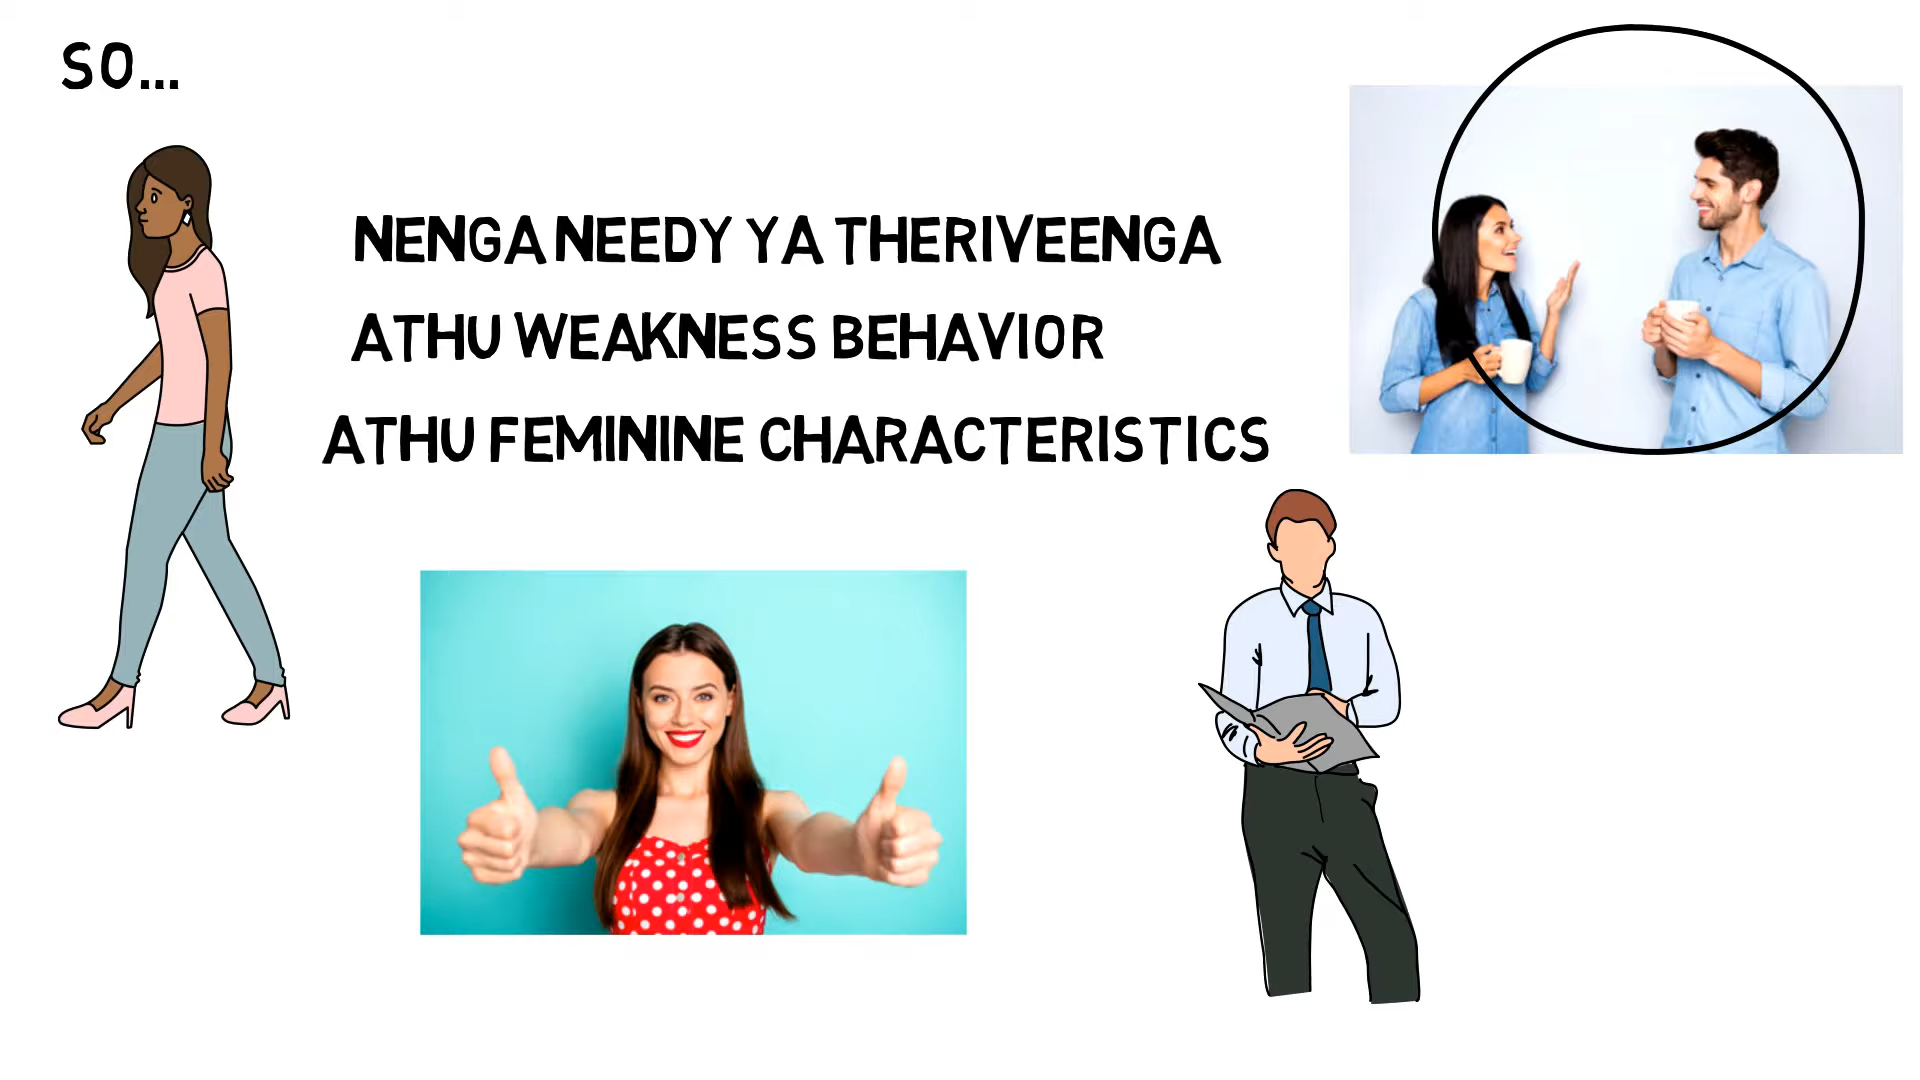 SO...
NENGA NEEDY YA THERIVEENGA
ATHU WEAKNESS BEHAVIOR
ATHU FEMININE CHARACTERISTICS